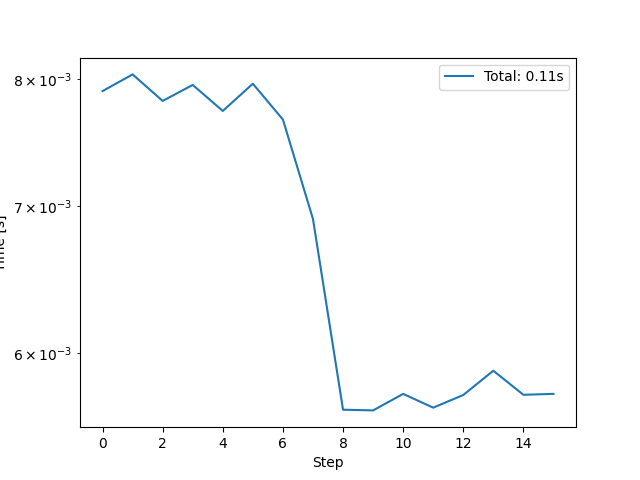 Total: 0.11s
8 × 10⁻³
7 × 10⁻³
6 × 10⁻³
0 2 4 6 8 10 12 14
Step
[s]